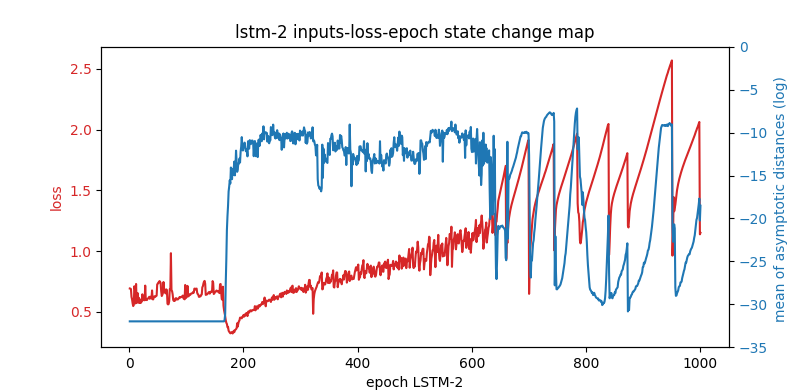 lstm-2 inputs-loss-epoch state change map
loss
2.5
2.0
1.5
1.0
0.5
0
−5
−10
−15
−20
−25
−30
−35
mean of asymptotic distances (log)
0 200 400 600 800 1000
epoch LSTM-2